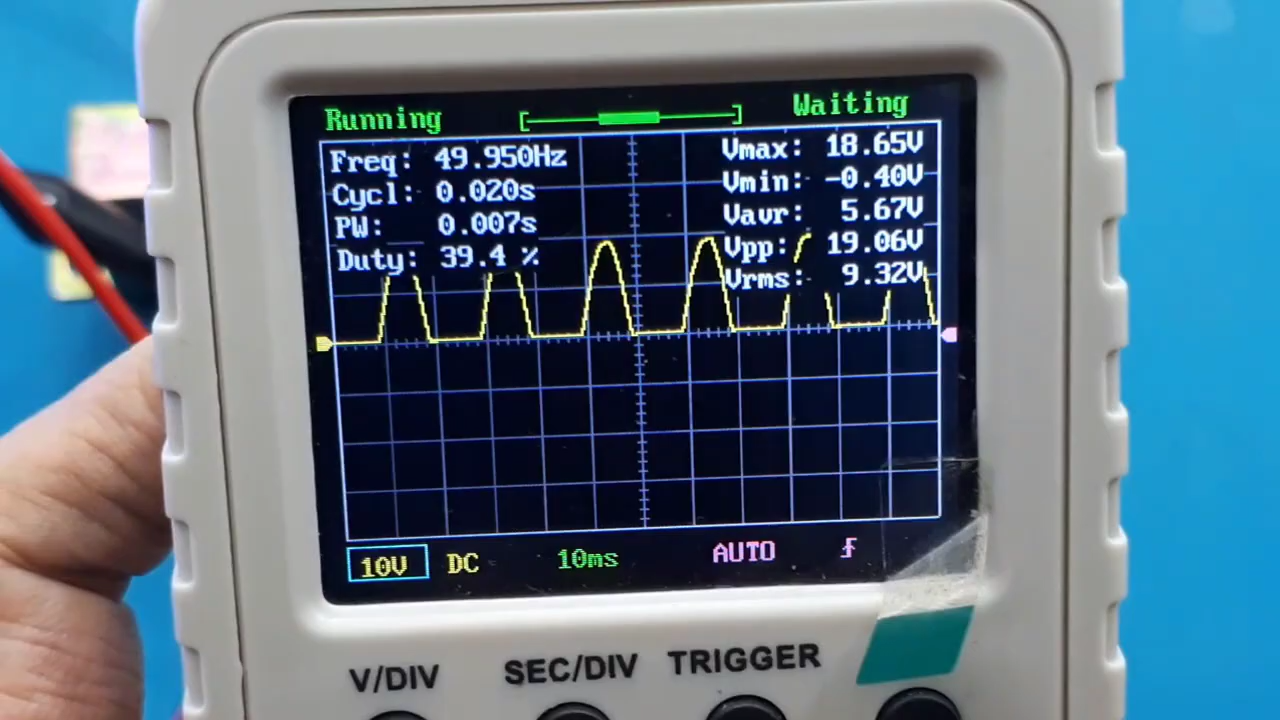 Running Waiting
Freq: 49.950Hz
Cycl: 0.020s
PW: 0.007s
Duty: 39.4 %
Vmax: 18.65V
Vmin: -0.40V
Vavr: 5.67V
Vpp: 19.06V
Vrms: 9.32V
10V DC 10ms AUTO
V/DIV SEC/DIV TRIGGER